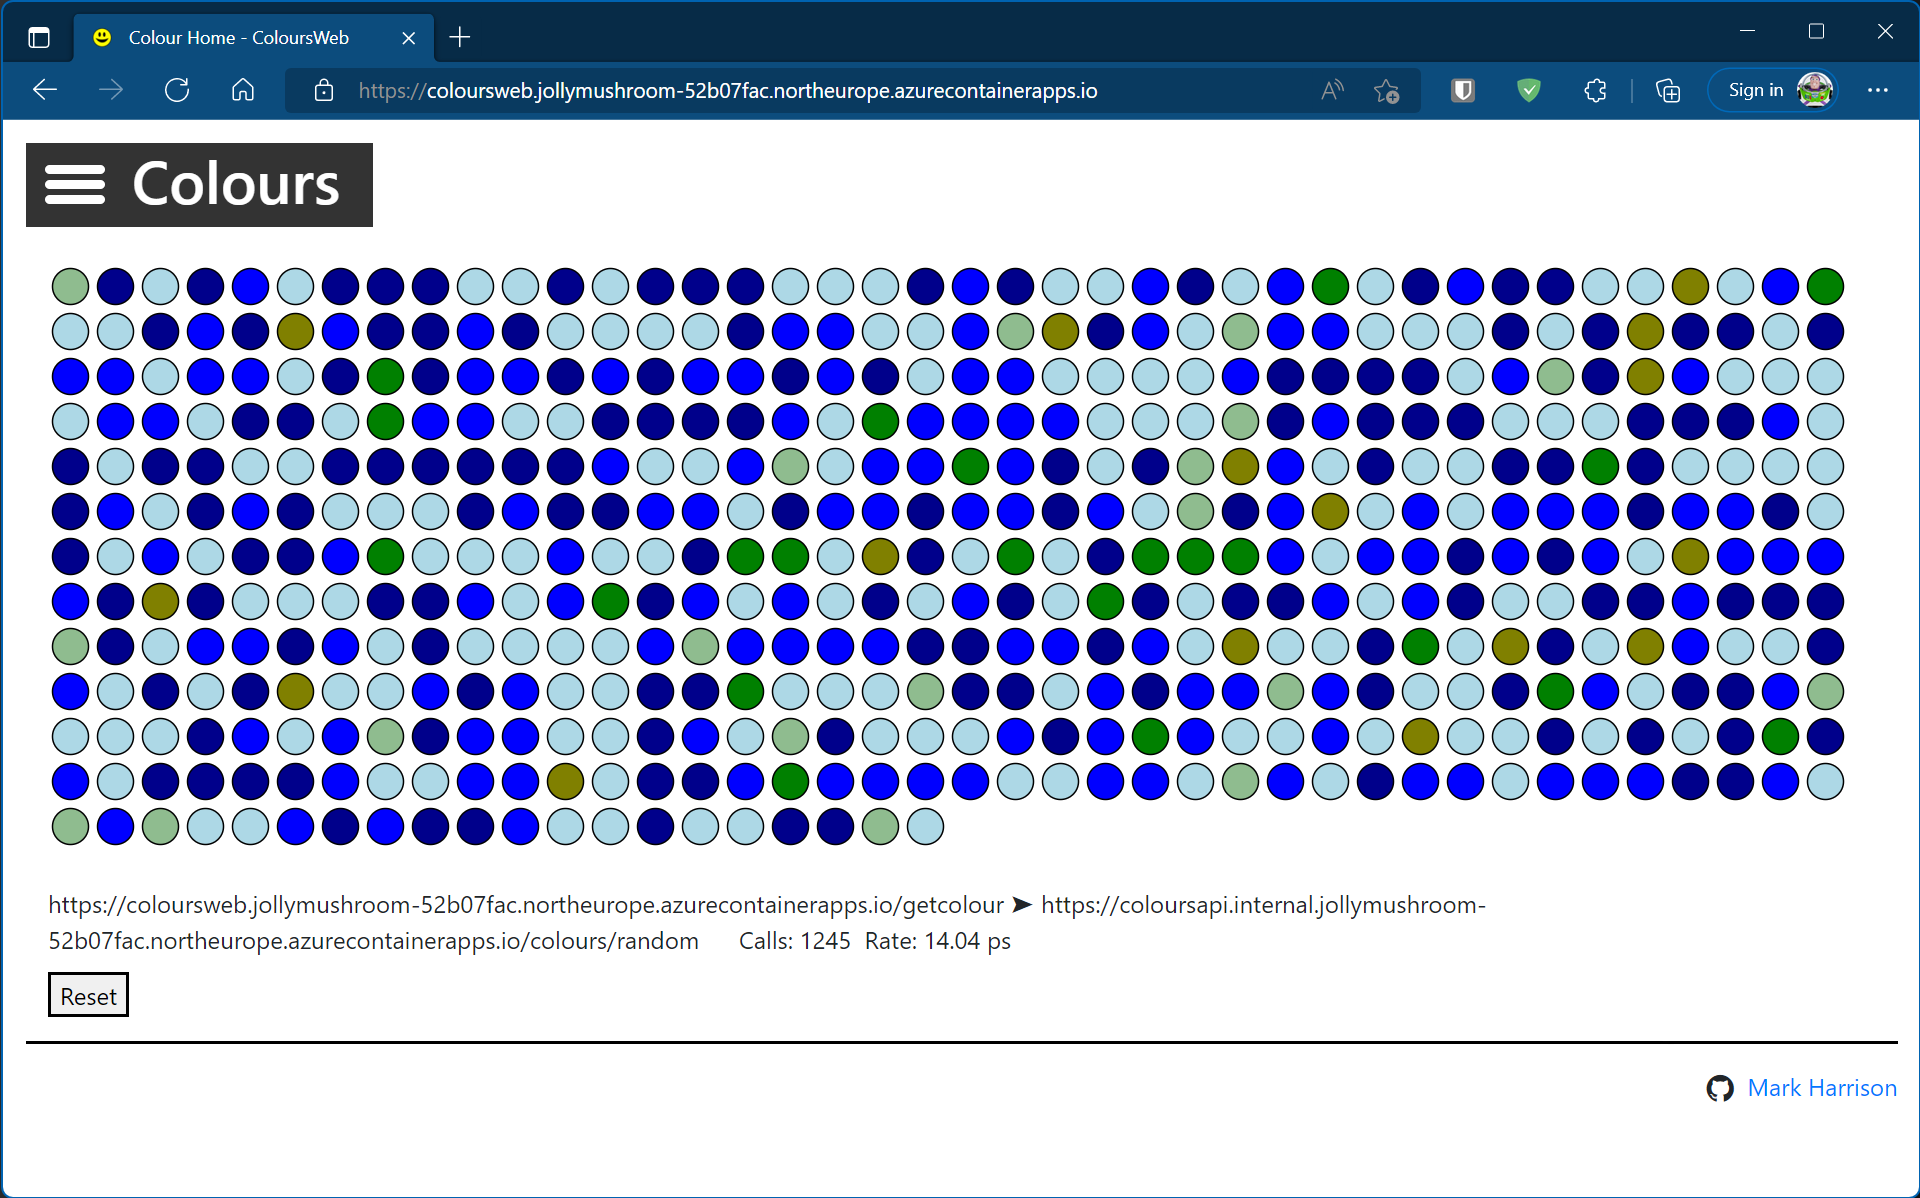 Colour Home - ColoursWeb
https://coloursweb.jollymushroom-52b07fac.northeurope.azurecontainerapps.io
Sign in
Colours
https://coloursweb.jollymushroom-52b07fac.northeurope.azurecontainerapps.io/getcolour ➤ https://coloursapi.internal.jollymushroom-
52b07fac.northeurope.azurecontainerapps.io/colours/random Calls: 1245 Rate: 14.04 ps
Reset
Mark Harrison